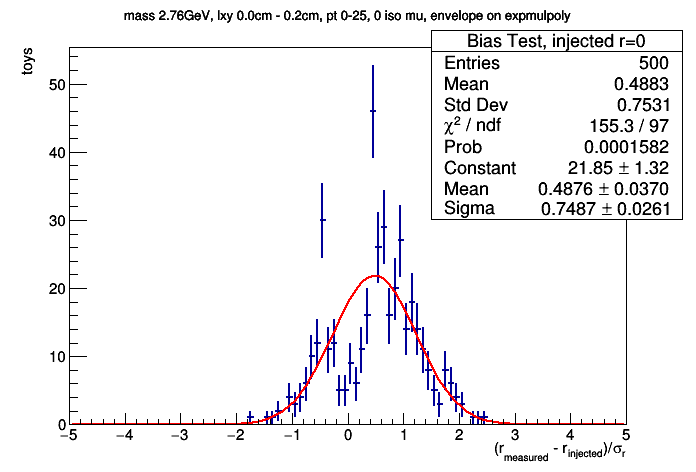 mass 2.76GeV, lxy 0.0cm - 0.2cm, pt 0-25, 0 iso mu, envelope on expmulpoly
Bias Test, injected r=0
Entries 500
Mean 0.4883
Std Dev 0.7531
χ² / ndf 155.3 / 97
Prob 0.0001582
Constant 21.85 ± 1.32
Mean 0.4876 ± 0.0370
Sigma 0.7487 ± 0.0261
toys
50
40
30
20
10
0
−5 −4 −3 −2 −1 0 1 2 3 4 5
(r_measured - r_injected)/σ_r